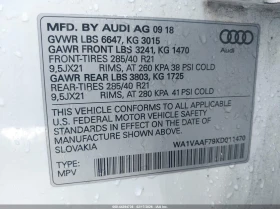 MFD BY AUDI AG 09 18
GVWR LBS 6647, KG 3015
GAWR FRONT LBS 3241, KG 1470
FRONT-TIRES 285/40 R21
9,5JX21 RIMS, AT 260 KPA 38 PSI COLD
GAWR REAR LBS 3803, KG 1725
REAR-TIRES 285/40 R21
9,5JX21 RIMS, AT 280 KPA 41 PSI COLD
THIS VEHICLE CONFORMS TO ALL APPLICABLE
FEDERAL MOTOR VEHICLE SAFETY
STANDARDS IN EFFECT ON THE DATE OF
MANUFACTURE SHOWN ABOVE.
SLOVAKIA
TYPE:
MPV
Audi